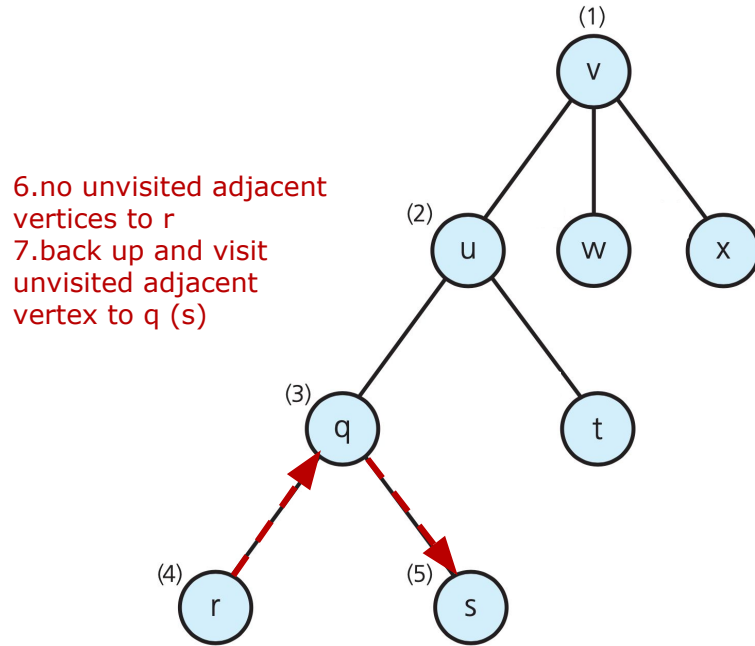 (1)
v
6.no unvisited adjacent
vertices to r
7.back up and visit
unvisited adjacent
vertex to q (s)
(2)
u
w
x
(3)
q
t
(4)
r
(5)
s